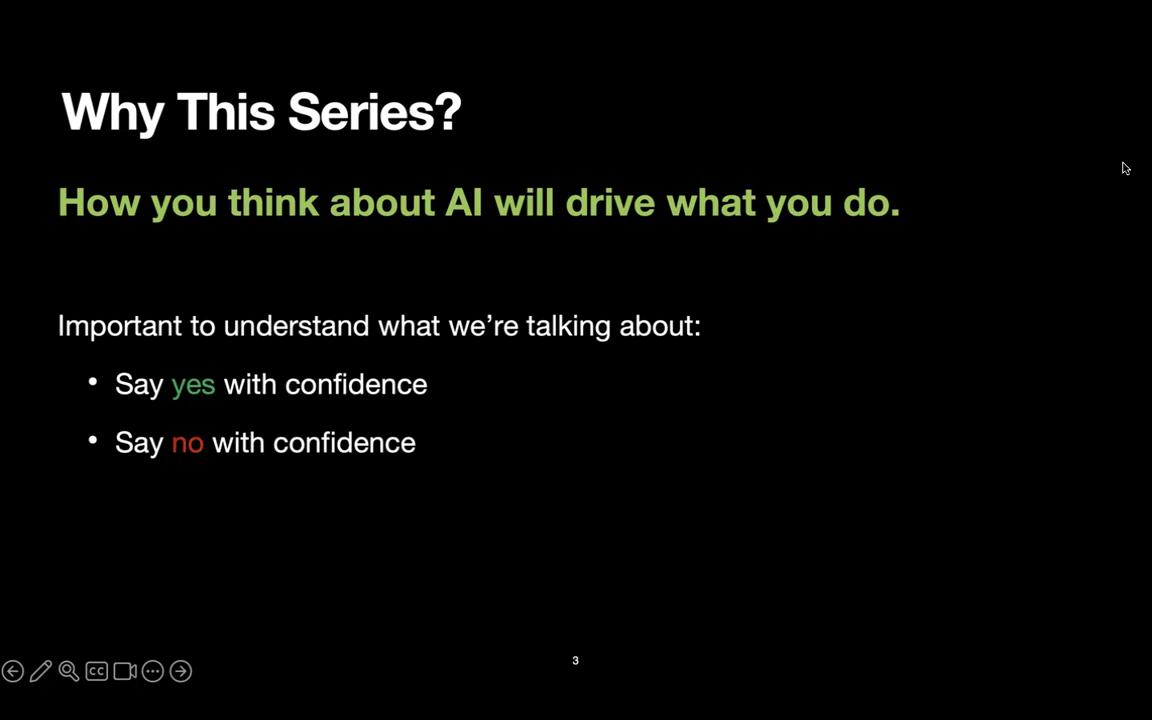 Why This Series?
How you think about AI will drive what you do.
Important to understand what we’re talking about:
• Say yes with confidence
• Say no with confidence
3
CC